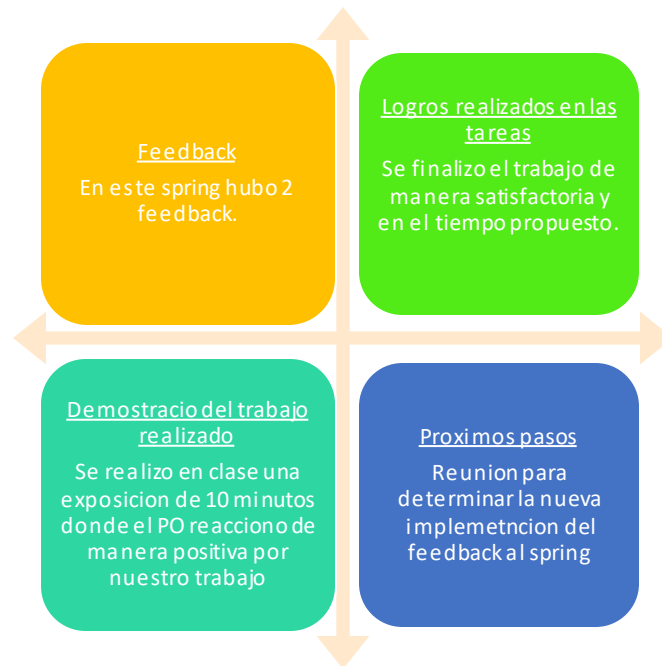 Feedback
En este spring hubo 2
feedback.
Logros realizados en las
tareas
Se finalizo el trabajo de
manera satisfactoria y
en el tiempo propuesto.
Demostracio del trabajo
realizado
Se realizo en clase una
exposicion de 10 minutos
donde el PO reacciono de
manera positiva por
nuestro trabajo
Proximos pasos
Reunion para
determinar la nueva
implemetncion del
feedback al spring